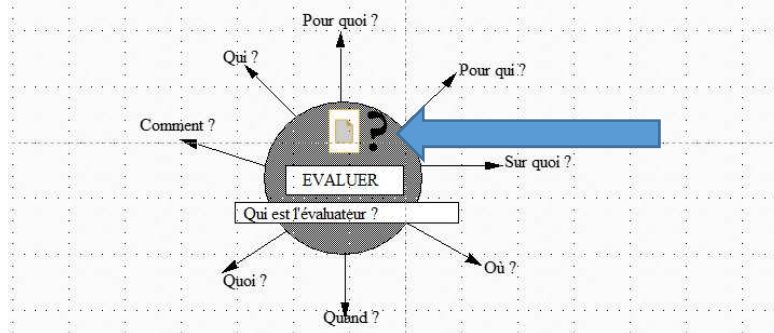 Pour quoi ?
Qui ?
Pour qui ?
Comment ?
?
Sur quoi ?
EVALUER
Qui est l'évaluateur ?
Où ?
Quoi ?
Quand ?